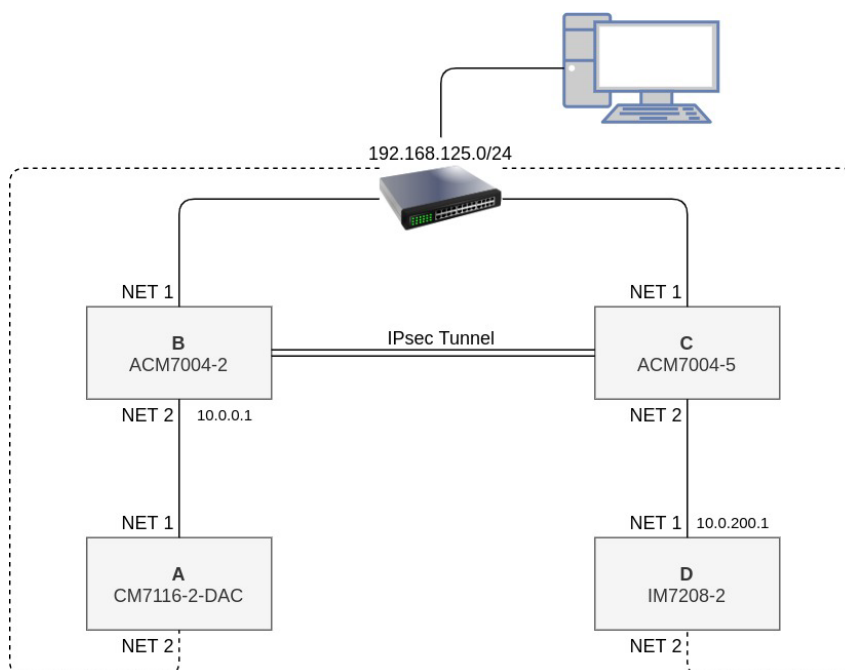 192.168.125.0/24
NET 1
NET 1
B
ACM7004-2
IPsec Tunnel
C
ACM7004-5
NET 2
10.0.0.1
NET 2
NET 1
NET 1
10.0.200.1
A
CM7116-2-DAC
D
IM7208-2
NET 2
NET 2